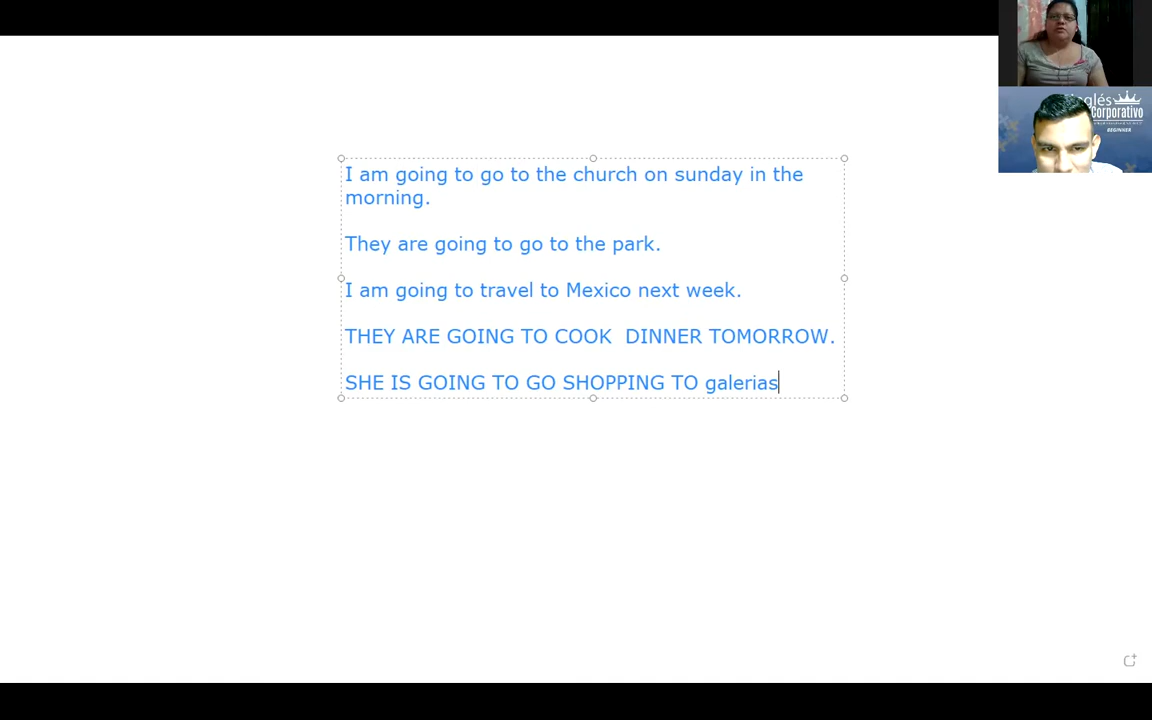 I am going to go to the church on sunday in the
morning.
They are going to go to the park.
I am going to travel to Mexico next week.
THEY ARE GOING TO COOK  DINNER TOMORROW.
SHE IS GOING TO GO SHOPPING TO galerias
Inglés
Corporativo
BEGINNER